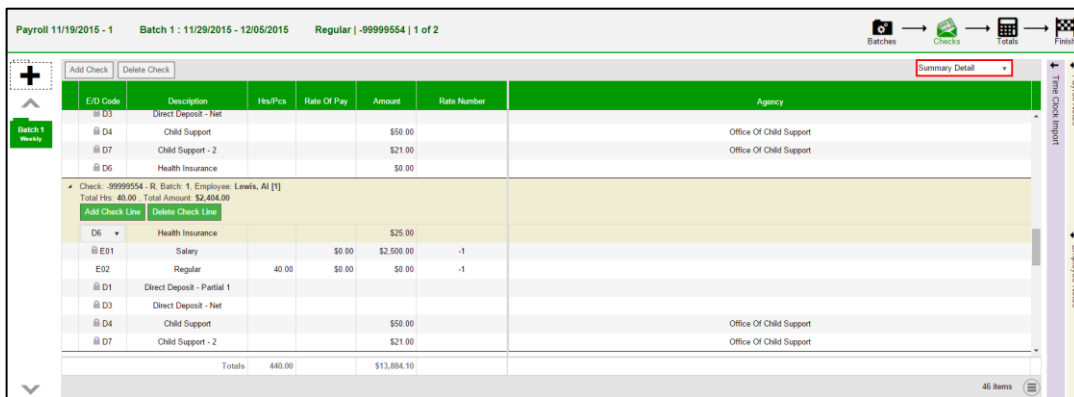 Payroll 11/19/2015 - 1 Batch 1 : 11/29/2015 - 12/05/2015 Regular | -99999554 | 1 of 2
Batches Checks Totals Finish
Add Check Delete Check Summary Detail
E/D Code Description Hrs/Pcs Rate Of Pay Amount Rate Number Agency
D3 Direct Deposit - Net
D4 Child Support $50.00 Office Of Child Support
D7 Child Support - 2 $21.00 Office Of Child Support
D6 Health Insurance $0.00
Check: -99999554 - R, Batch: 1, Employee: Lewis, Al [1]
Total Hrs: 40.00 , Total Amount: $2,404.00
Add Check Line Delete Check Line
D6 Health Insurance $25.00
E01 Salary $0.00 $2,500.00 -1
E02 Regular 40.00 $0.00 $0.00 -1
D1 Direct Deposit - Partial 1
D3 Direct Deposit - Net
D4 Child Support $50.00 Office Of Child Support
D7 Child Support - 2 $21.00 Office Of Child Support
Totals 440.00 $13,884.10
46 items
Batch 1
Weekly
Time Clock Import